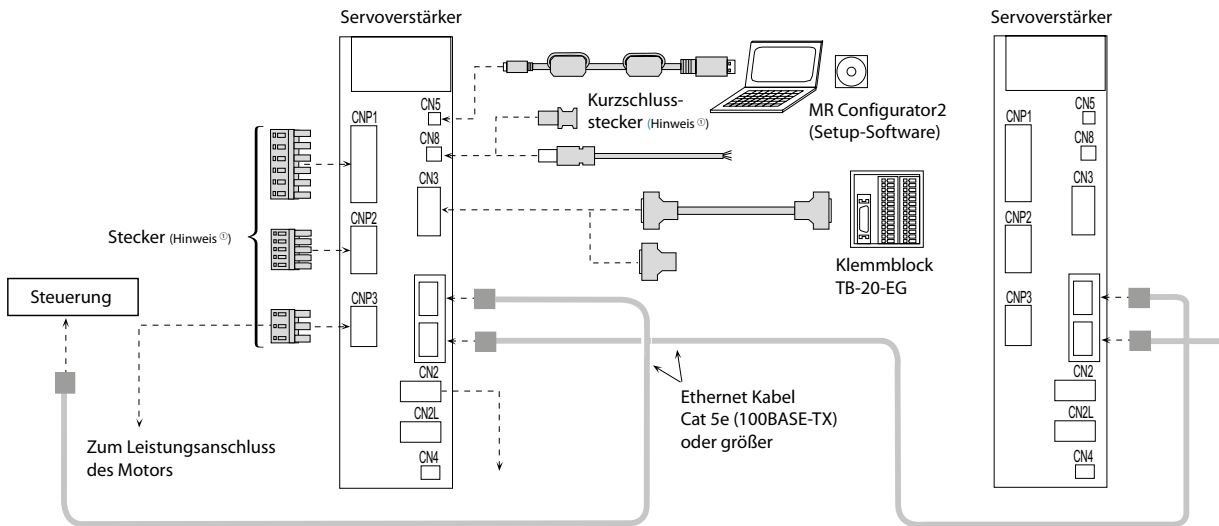 Servoverstärker
Servoverstärker
CN5
CNP1
CN8
CN3
CNP2
CNP3
CN2
CN2L
CN4
Kurzschluss-
stecker (Hinweis ①)
MR Configurator2
(Setup-Software)
Stecker (Hinweis ①)
Klemmblock
TB-20-EG
Steuerung
Zum Leistungsanschluss
des Motors
Ethernet Kabel
Cat 5e (100BASE-TX)
oder größer
CN5
CNP1
CN8
CN3
CNP2
CNP3
CN2
CN2L
CN4